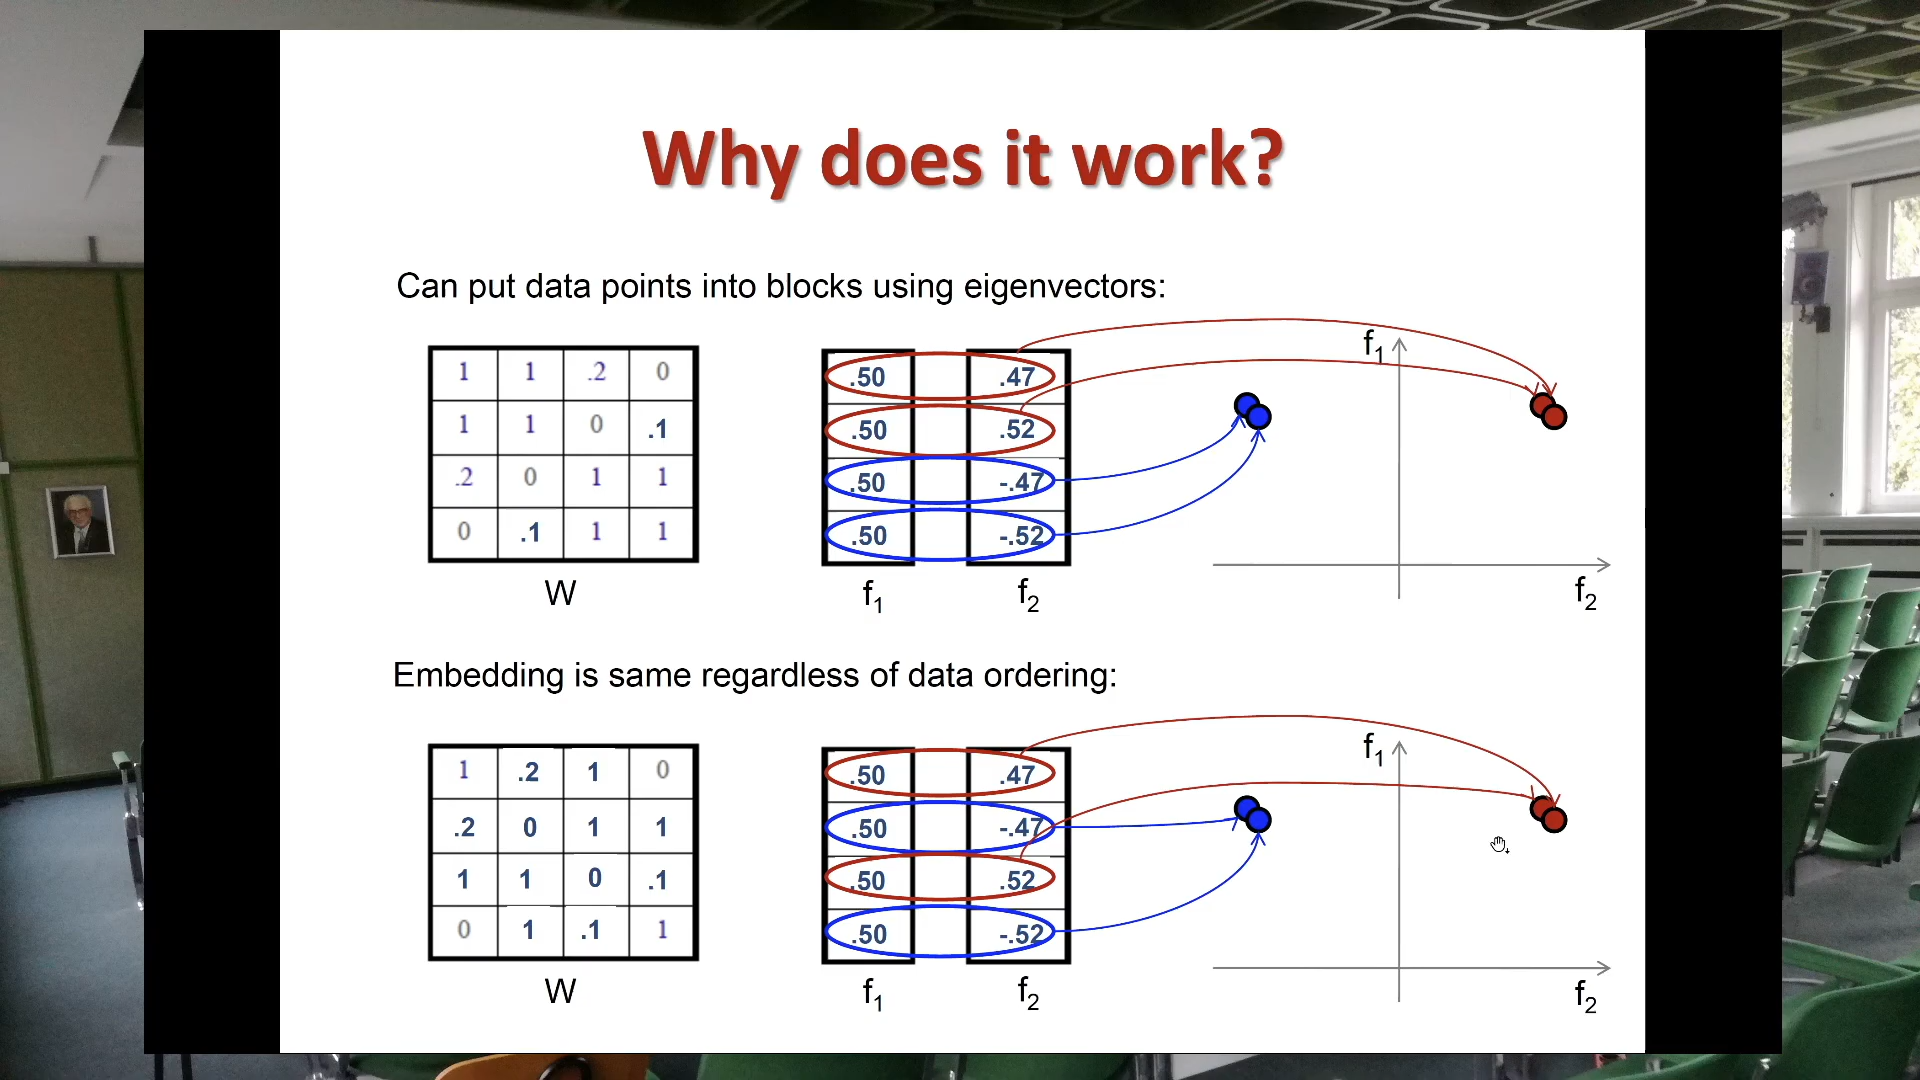 Why does it work?
Can put data points into blocks using eigenvectors:
1 1 .2 0
1 1 0 .1
.2 0 1 1
0 .1 1 1
W
.50 .47
.50 .52
.50 -.47
.50 -.52
f1 f2
f1
f2
Embedding is same regardless of data ordering:
1 .2 1 0
.2 0 1 1
1 1 0 .1
0 1 .1 1
W
.50 .47
.50 -.47
.50 .52
.50 -.52
f1 f2
f1
f2